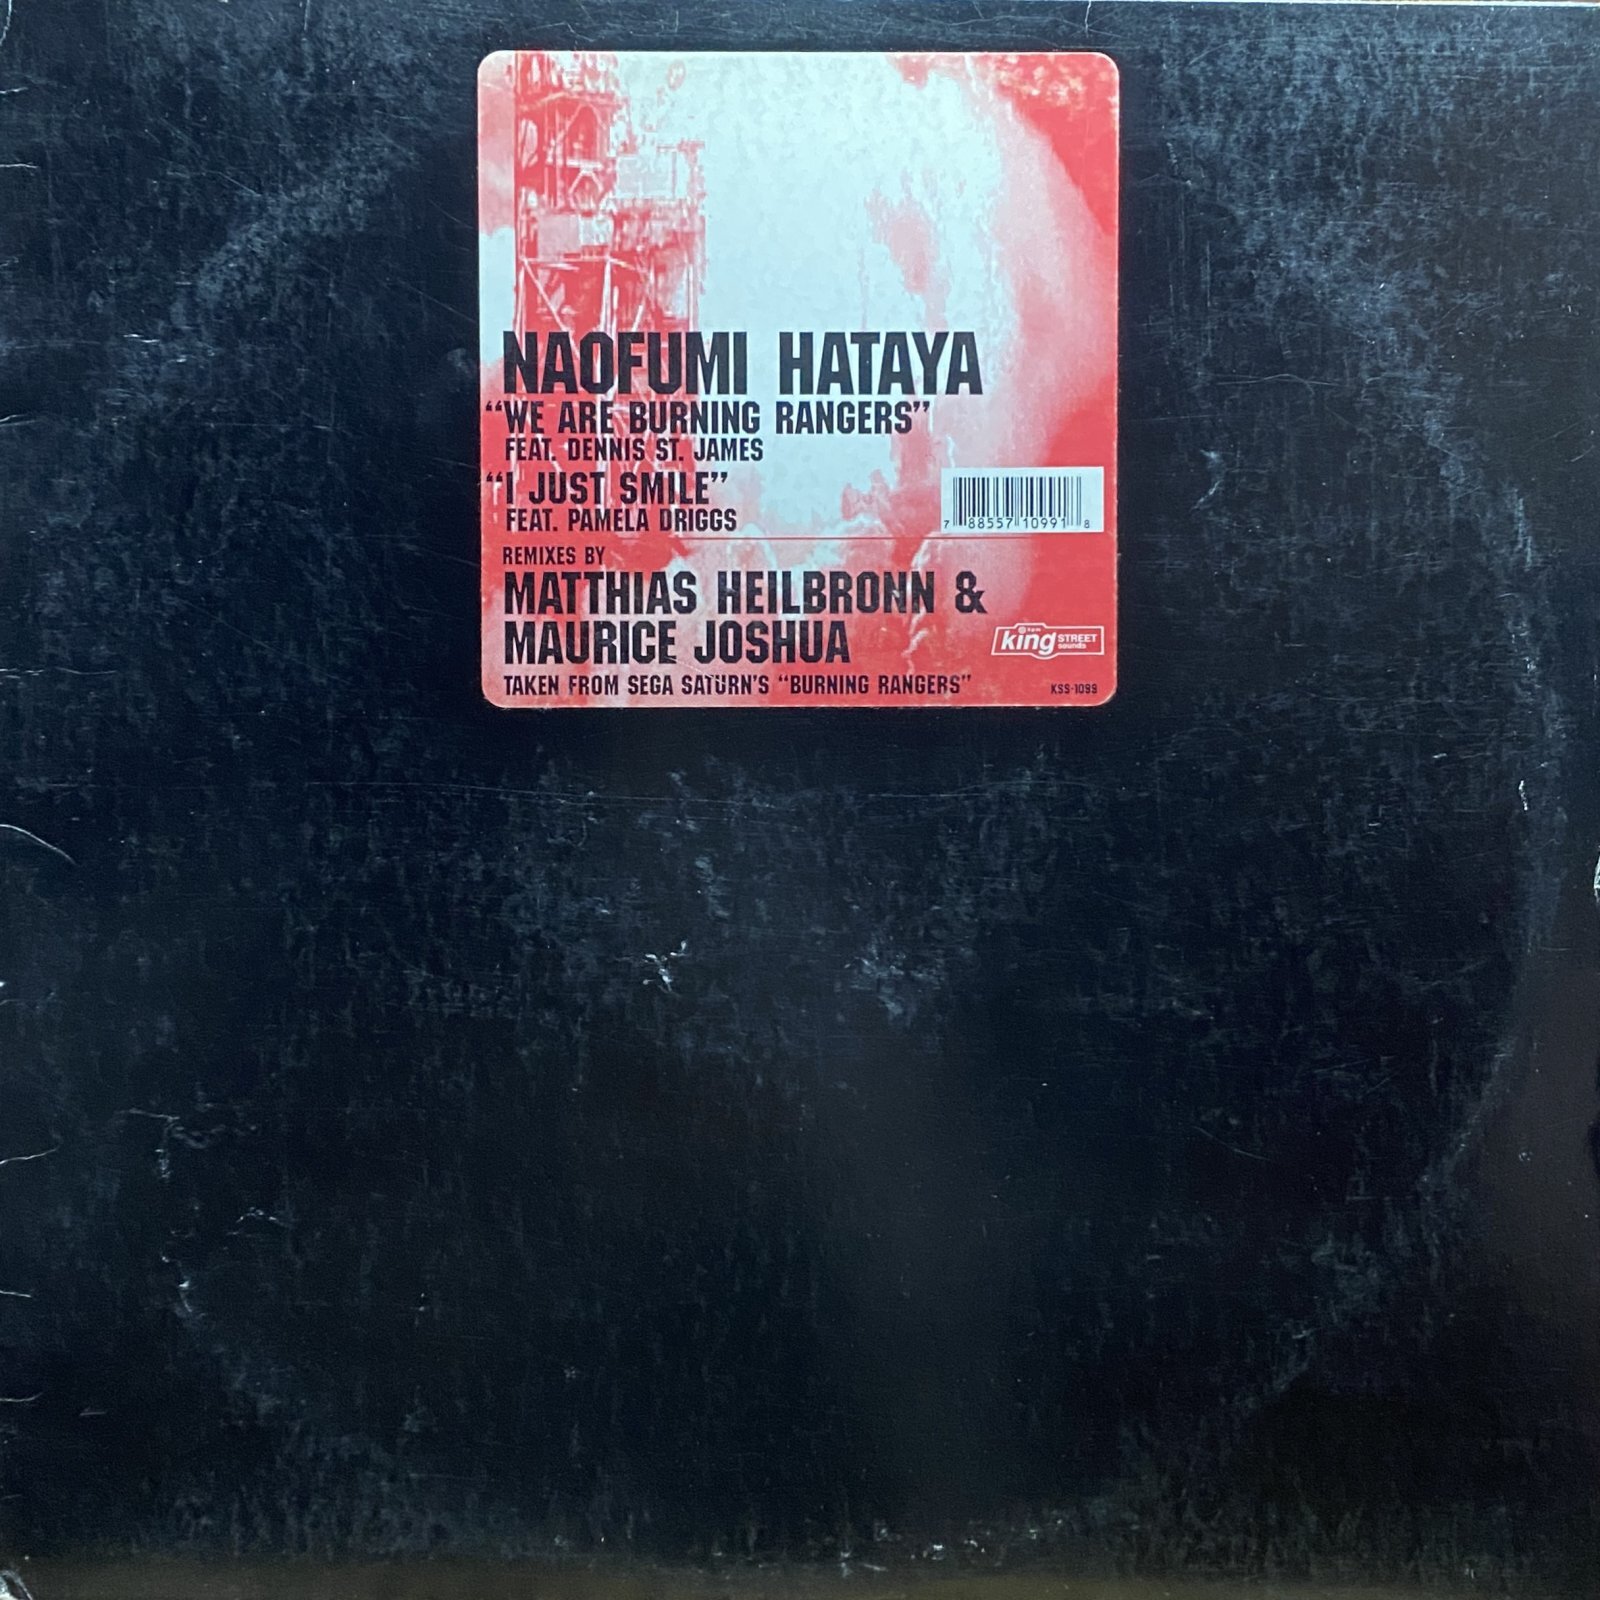 NAOFUMI HATAYA
“WE ARE BURNING RANGERS”
FEAT. DENNIS ST. JAMES
“I JUST SMILE”
FEAT. PAMELA DRIGGS
7 88557 10991 8
REMIXES BY
MATTHIAS HEILBRONN &
MAURICE JOSHUA
king STREET
sounds
TAKEN FROM SEGA SATURN'S “BURNING RANGERS”
KSS-1099